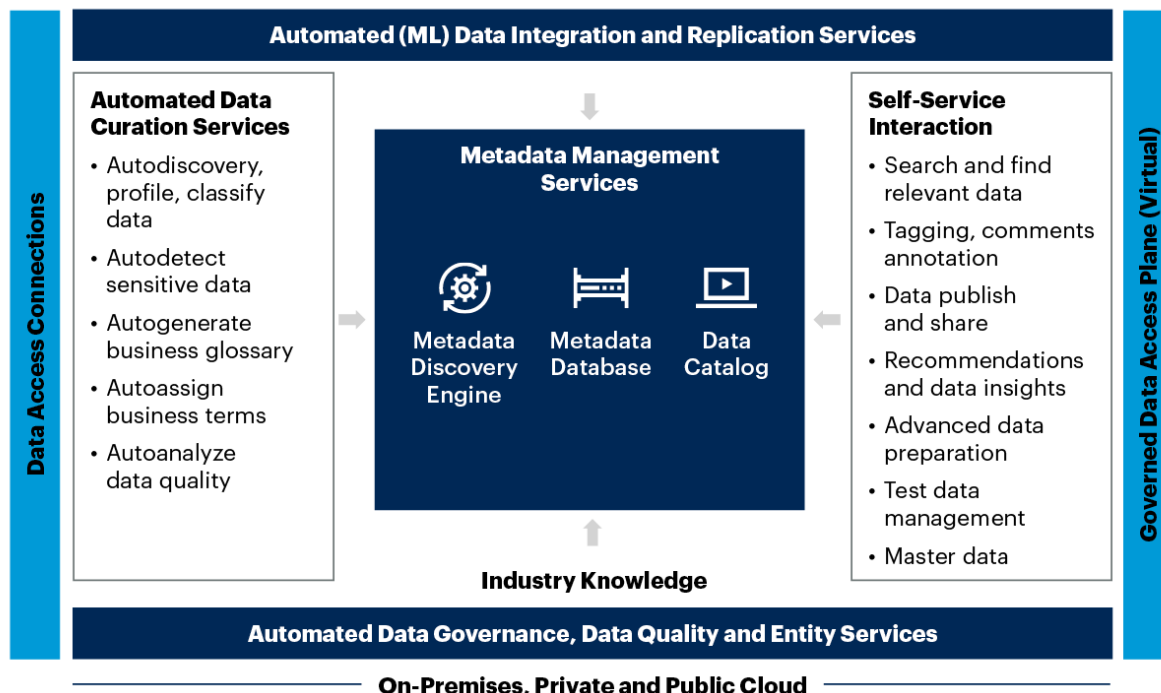 Automated (ML) Data Integration and Replication Services
Data Access Connections
Automated Data
Curation Services
• Autodiscovery,
profile, classify
data
• Autodetect
sensitive data
• Autogenerate
business glossary
• Autoassign
business terms
• Autoanalyze
data quality
Metadata Management
Services
Metadata
Discovery
Engine
Metadata
Database
Data
Catalog
Industry Knowledge
Self-Service
Interaction
• Search and find
relevant data
• Tagging, comments
annotation
• Data publish
and share
• Recommendations
and data insights
• Advanced data
preparation
• Test data
management
• Master data
Governed Data Access Plane (Virtual)
Automated Data Governance, Data Quality and Entity Services
On-Premises, Private and Public Cloud